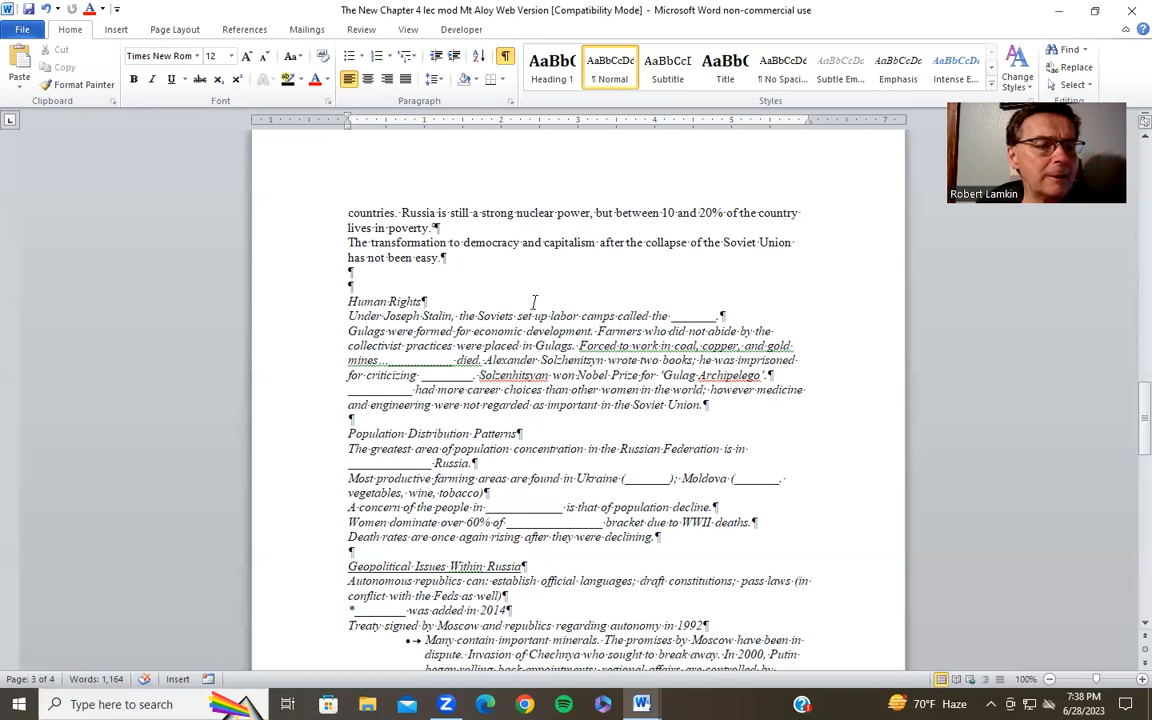 The New Chapter 4 lec mod Mt Aloy Web Version [Compatibility Mode] - Microsoft Word non-commercial use
File Home Insert Page Layout References Mailings Review View Developer
Paste Cut Copy Format Painter Clipboard
Times New Rom 12 Font
Paragraph
AaBbC Heading 1 AaBbCcDc ¶ Normal AaBbCcI Subtitle AaBbC Title AaBbCcDc ¶ No Spaci... AaBbCcDc Subtle Em... AaBbCcDc Emphasis AaBbCcDc Intense E... Styles
Change Styles
Find Replace Select Editing
Robert Lamkin
countries. Russia is still a strong nuclear power, but between 10 and 20% of the country
lives in poverty.¶
The transformation to democracy and capitalism after the collapse of the Soviet Union
has not been easy.¶
¶
¶
Human Rights¶
Under Joseph Stalin, the Soviets set up labor camps called the _______.¶
Gulags were formed for economic development. Farmers who did not abide by the
collectivist practices were placed in Gulags. Forced to work in coal, copper, and gold
mines…__________ died. Alexander Solzhenitsyn wrote two books; he was imprisoned
for criticizing ________. Solzenhitsyan won Nobel Prize for ‘Gulag Archipelego’.¶
__________ had more career choices than other women in the world; however medicine
and engineering were not regarded as important in the Soviet Union.¶
¶
Population Distribution Patterns¶
The greatest area of population concentration in the Russian Federation is in
_____________ Russia.¶
Most productive farming areas are found in Ukraine (_______); Moldova (_______.
vegetables, wine, tobacco)¶
A concern of the people in ____________ is that of population decline.¶
Women dominate over 60% of _______________ bracket due to WWII deaths.¶
Death rates are once again rising after they were declining.¶
¶
Geopolitical Issues Within Russia¶
Autonomous republics can: establish official languages; draft constitutions; pass laws (in
conflict with the Feds as well)¶
*________ was added in 2014¶
Treaty signed by Moscow and republics regarding autonomy in 1992¶
• Many contain important minerals. The promises by Moscow have been in
dispute. Invasion of Chechnya who sought to break away. In 2000, Putin
began rolling back appointments; regional affairs are controlled by
Page: 3 of 4 Words: 1,164 Insert 100%
Type here to search
70°F Haze
7:38 PM
6/28/2023